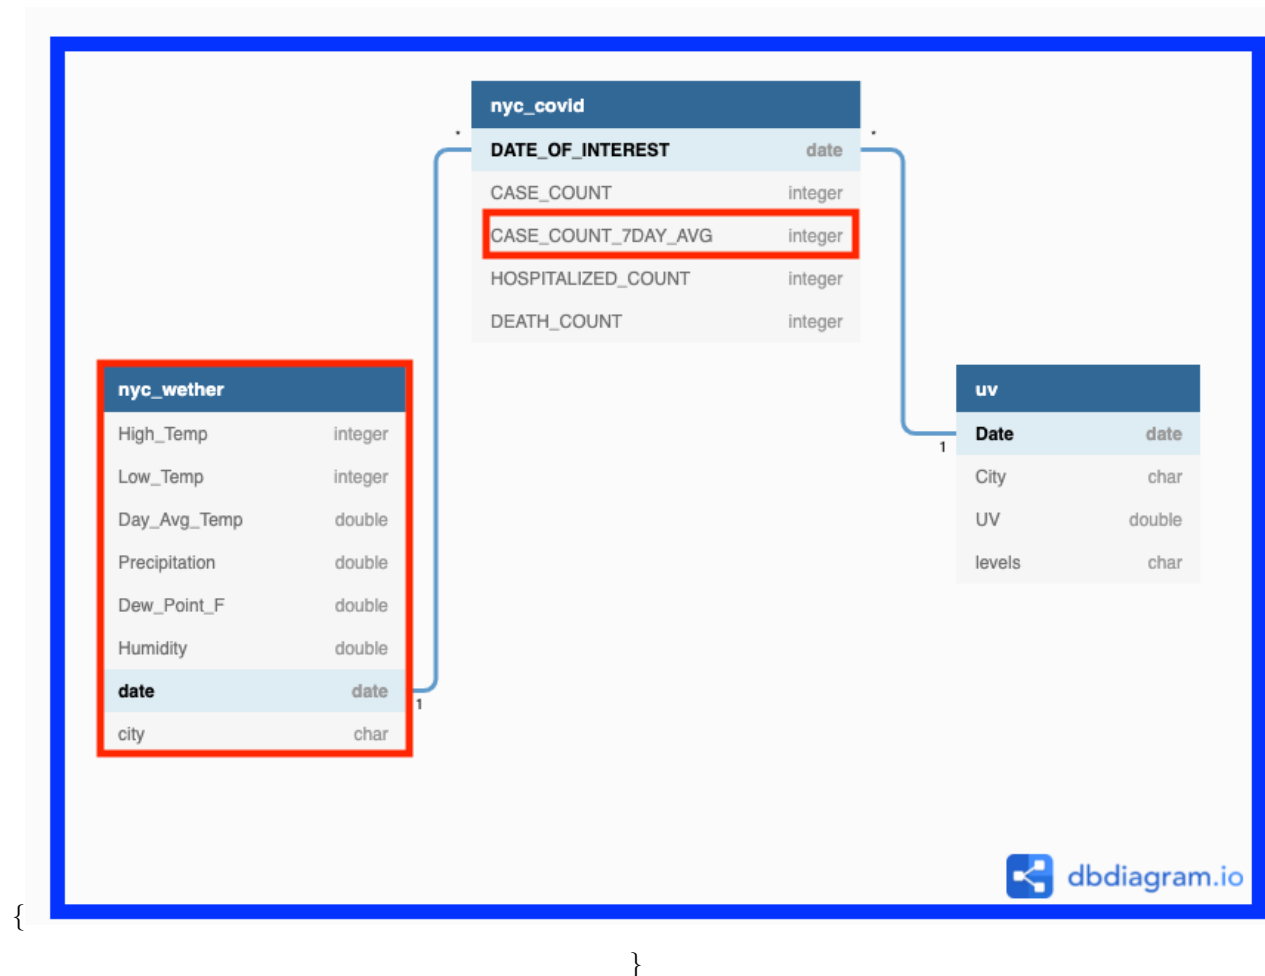 nyc_covid
* DATE_OF_INTEREST date *
CASE_COUNT integer
CASE_COUNT_7DAY_AVG integer
HOSPITALIZED_COUNT integer
DEATH_COUNT integer
nyc_wether
High_Temp integer
Low_Temp integer
Day_Avg_Temp double
Precipitation double
Dew_Point_F double
Humidity double
date date 1
city char
uv
1 Date date
City char
UV double
levels char
dbdiagram.io
{
}